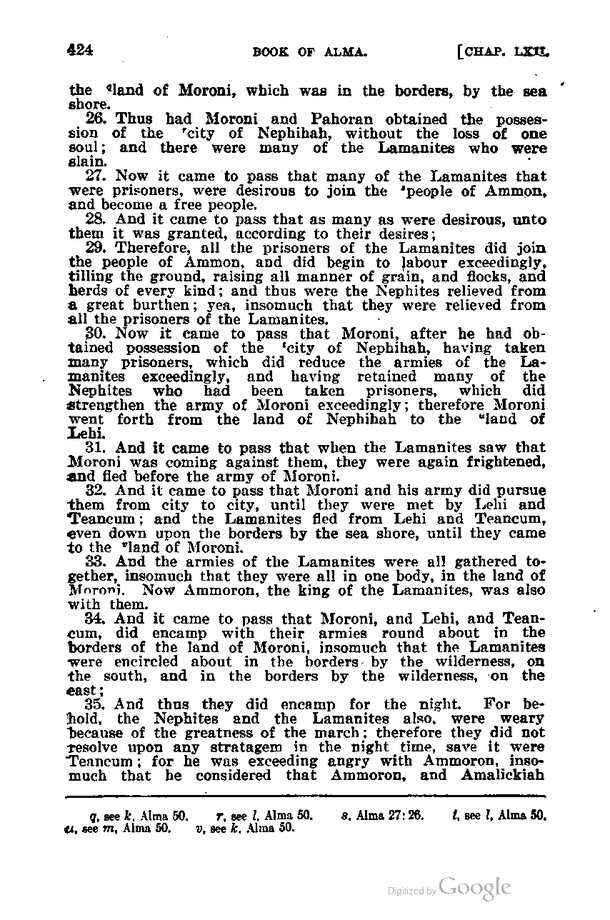 424 BOOK OF ALMA. [CHAP. LXII.
the qland of Moroni, which was in the borders, by the sea
shore.
26. Thus had Moroni and Pahoran obtained the posses-
sion of the rcity of Nephihah, without the loss of one
soul; and there were many of the Lamanites who were
slain.
27. Now it came to pass that many of the Lamanites that
were prisoners, were desirous to join the speople of Ammon,
and become a free people.
28. And it came to pass that as many as were desirous, unto
them it was granted, according to their desires;
29. Therefore, all the prisoners of the Lamanites did join
the people of Ammon, and did begin to labour exceedingly,
tilling the ground, raising all manner of grain, and flocks, and
herds of every kind; and thus were the Nephites relieved from
a great burthen; yea, insomuch that they were relieved from
all the prisoners of the Lamanites.
30. Now it came to pass that Moroni, after he had ob-
tained possession of the tcity of Nephihah, having taken
many prisoners, which did reduce the armies of the La-
manites exceedingly, and having retained many of the
Nephites who had been taken prisoners, which did
strengthen the army of Moroni exceedingly; therefore Moroni
went forth from the land of Nephihah to the uland of
Lehi.
31. And it came to pass that when the Lamanites saw that
Moroni was coming against them, they were again frightened,
and fled before the army of Moroni.
32. And it came to pass that Moroni and his army did pursue
them from city to city, until they were met by Lehi and
Teancum; and the Lamanites fled from Lehi and Teancum,
even down upon the borders by the sea shore, until they came
to the vland of Moroni.
33. And the armies of the Lamanites were all gathered to-
gether, insomuch that they were all in one body, in the land of
Moroni. Now Ammoron, the king of the Lamanites, was also
with them.
34. And it came to pass that Moroni, and Lehi, and Tean-
cum, did encamp with their armies round about in the
borders of the land of Moroni, insomuch that the Lamanites
were encircled about in the borders by the wilderness, on
the south, and in the borders by the wilderness, on the
east;
35. And thus they did encamp for the night. For be-
hold, the Nephites and the Lamanites also, were weary
because of the greatness of the march; therefore they did not
resolve upon any stratagem in the night time, save it were
Teancum; for he was exceeding angry with Ammoron, inso-
much that he considered that Ammoron, and Amalickiah
q, see k, Alma 50. r, see l, Alma 50. s, Alma 27:26. t, see l, Alma 50.
u, see m, Alma 50. v, see k, Alma 50.
Digitized by Google